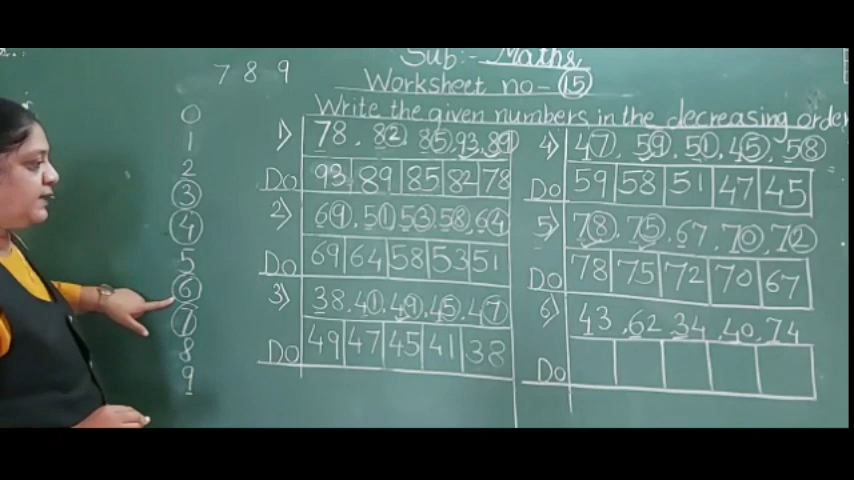 Sub:- Maths
7 8 9
Worksheet no- 15
Write the given numbers in the decreasing order
0
1
2
3
4
5
6
7
8
9
1) 78, 82, 85, 93, 89
Do 93 89 85 82 78
2) 69, 51, 53, 58, 64
Do 69 64 58 53 51
3) 38, 41, 49, 45, 47
Do 49 47 45 41 38
4) 47, 59, 51, 45, 58
Do 59 58 51 47 45
5) 78, 75, 67, 70, 72
Do 78 75 72 70 67
6) 43, 62, 34, 40, 74
Do